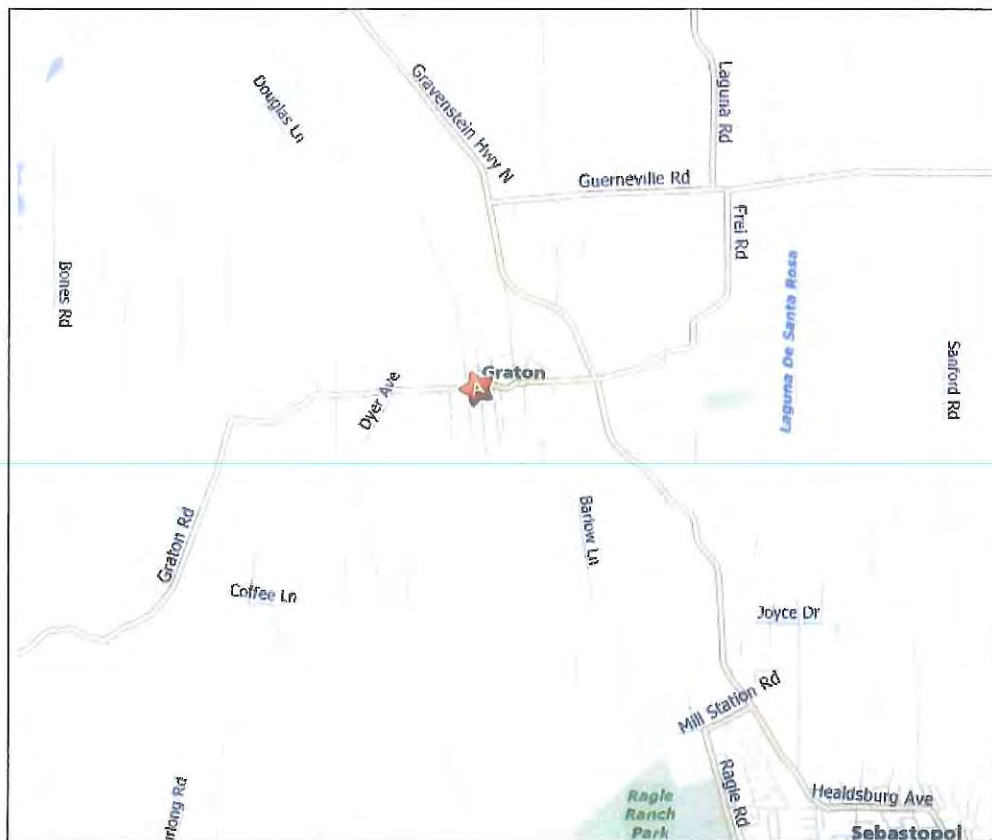 Douglas Ln
Gravenstein Hwy N
Laguna Rd
Guerneville Rd
Frei Rd
Bones Rd
Laguna De Santa Rosa
Sanford Rd
Graton
A
Dyer Ave
Graton Rd
Barlow Ln
Coffee Ln
Joyce Dr
Mill Station Rd
Ragle Rd
Healdsburg Ave
Ragle
Ranch
Park
Sebastopol
rlong Rd